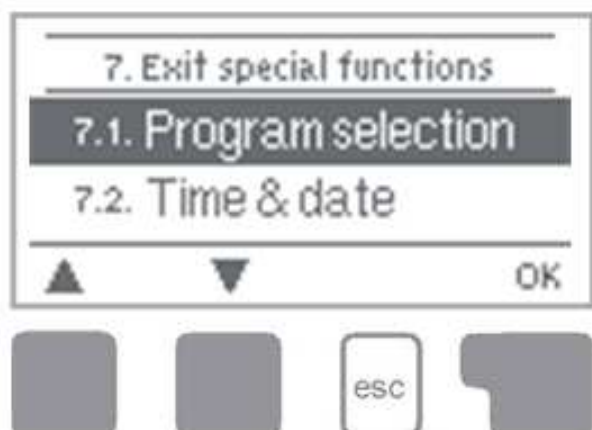 7. Exit special functions
7.1. Program selection
7.2. Time & date
▲ ▼ OK
esc